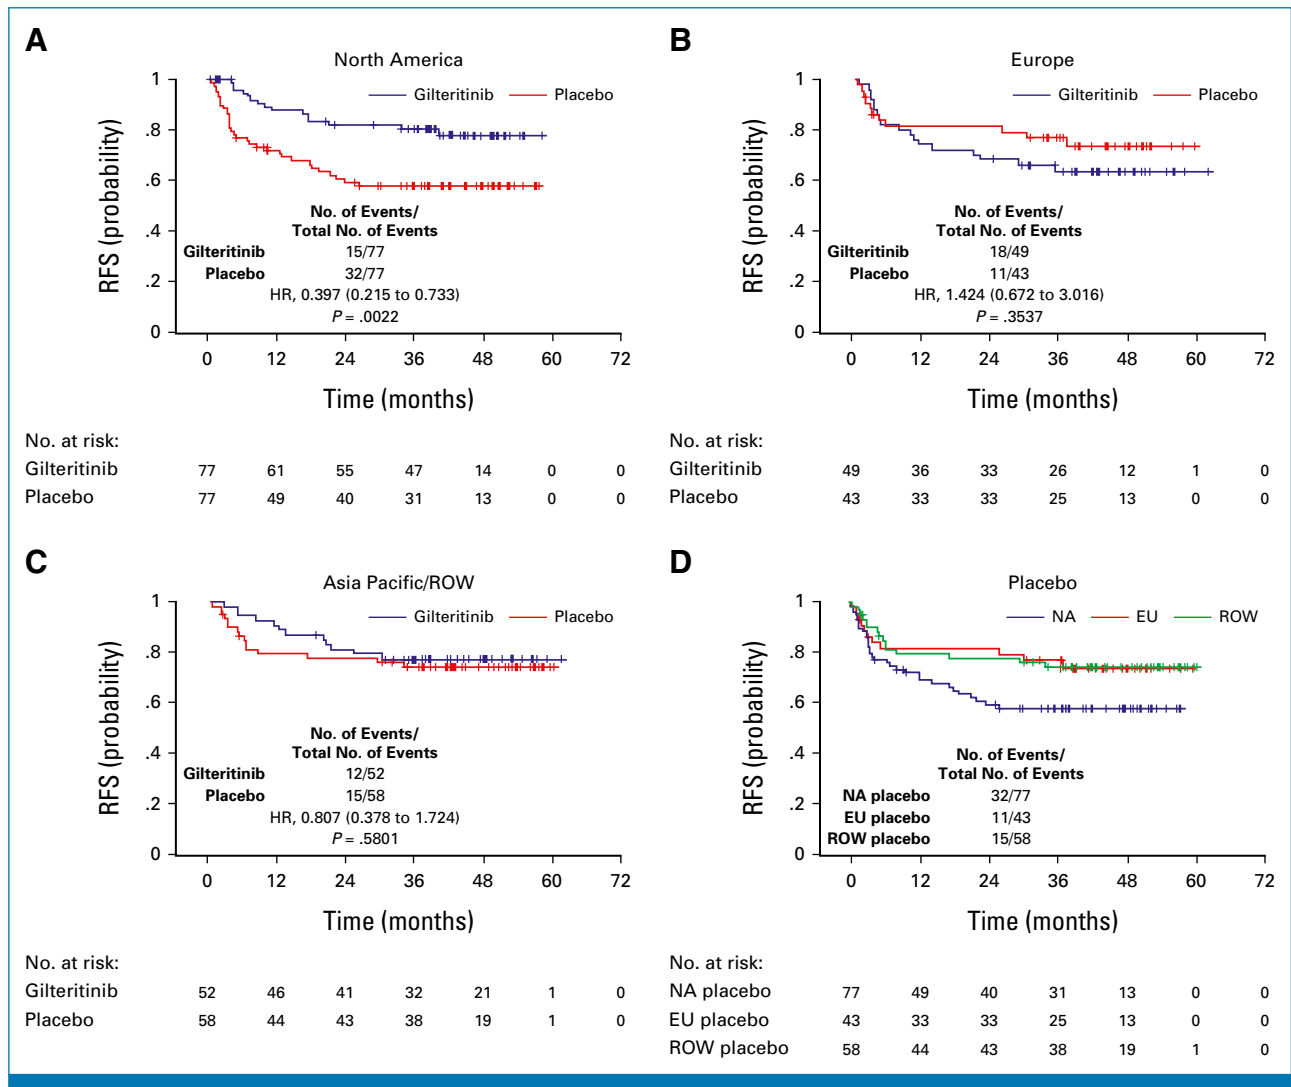 A
North America
Gilteritinib Placebo
RFS (probability)
1
.8
.6
.4
.2
0
No. of Events/
Total No. of Events
Gilteritinib 15/77
Placebo 32/77
HR, 0.397 (0.215 to 0.733)
P = .0022
0 12 24 36 48 60 72
Time (months)
No. at risk:
Gilteritinib 77 61 55 47 14 0 0
Placebo 77 49 40 31 13 0 0
B
Europe
Gilteritinib Placebo
RFS (probability)
1
.8
.6
.4
.2
0
No. of Events/
Total No. of Events
Gilteritinib 18/49
Placebo 11/43
HR, 1.424 (0.672 to 3.016)
P = .3537
0 12 24 36 48 60 72
Time (months)
No. at risk:
Gilteritinib 49 36 33 26 12 1 0
Placebo 43 33 33 25 13 0 0
C
Asia Pacific/ROW
Gilteritinib Placebo
RFS (probability)
1
.8
.6
.4
.2
0
No. of Events/
Total No. of Events
Gilteritinib 12/52
Placebo 15/58
HR, 0.807 (0.378 to 1.724)
P = .5801
0 12 24 36 48 60 72
Time (months)
No. at risk:
Gilteritinib 52 46 41 32 21 1 0
Placebo 58 44 43 38 19 1 0
D
Placebo
NA EU ROW
RFS (probability)
1
.8
.6
.4
.2
0
No. of Events/
Total No. of Events
NA placebo 32/77
EU placebo 11/43
ROW placebo 15/58
0 12 24 36 48 60 72
Time (months)
No. at risk:
NA placebo 77 49 40 31 13 0 0
EU placebo 43 33 33 25 13 0 0
ROW placebo 58 44 43 38 19 1 0